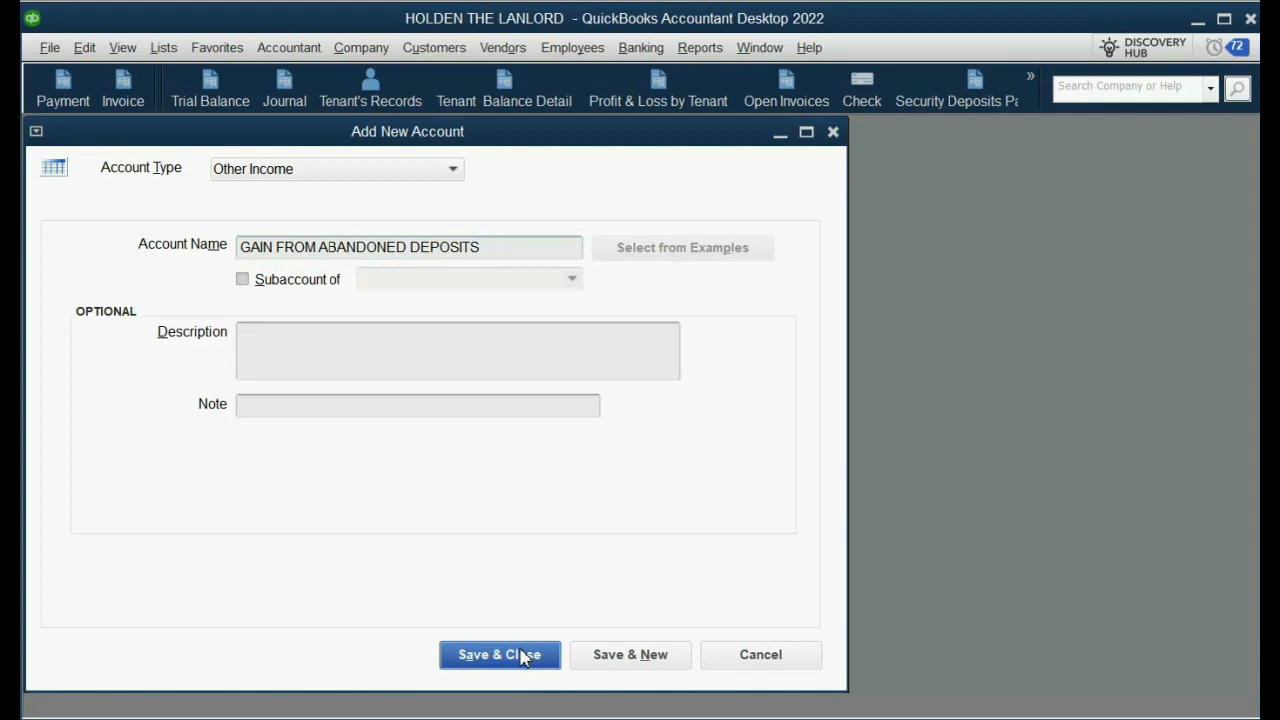 qb HOLDEN THE LANLORD - QuickBooks Accountant Desktop 2022
File Edit View Lists Favorites Accountant Company Customers Vendors Employees Banking Reports Window Help DISCOVERY HUB 72
Payment Invoice Trial Balance Journal Tenant's Records Tenant Balance Detail Profit & Loss by Tenant Open Invoices Check Security Deposits Pa » Search Company or Help
Add New Account
Account Type Other Income
Account Name GAIN FROM ABANDONED DEPOSITS Select from Examples
Subaccount of
OPTIONAL
Description
Note
Save & Close Save & New Cancel